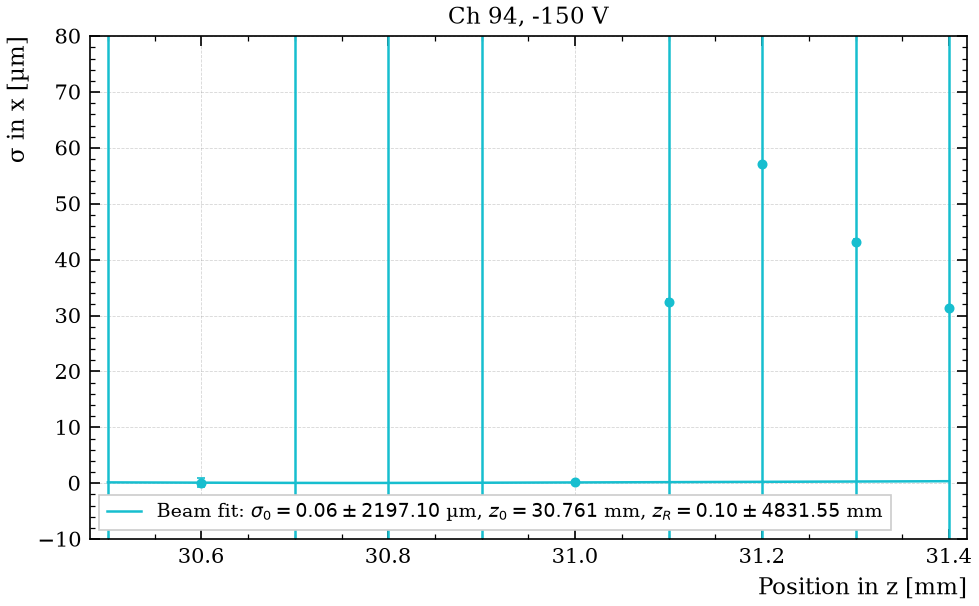 Ch 94, -150 V
σ in x [µm]
80
70
60
50
40
30
20
10
0
−10
Beam fit: σ₀ = 0.06 ± 2197.10 µm, z₀ = 30.761 mm, z_R = 0.10 ± 4831.55 mm
30.6 30.8 31.0 31.2 31.4
Position in z [mm]